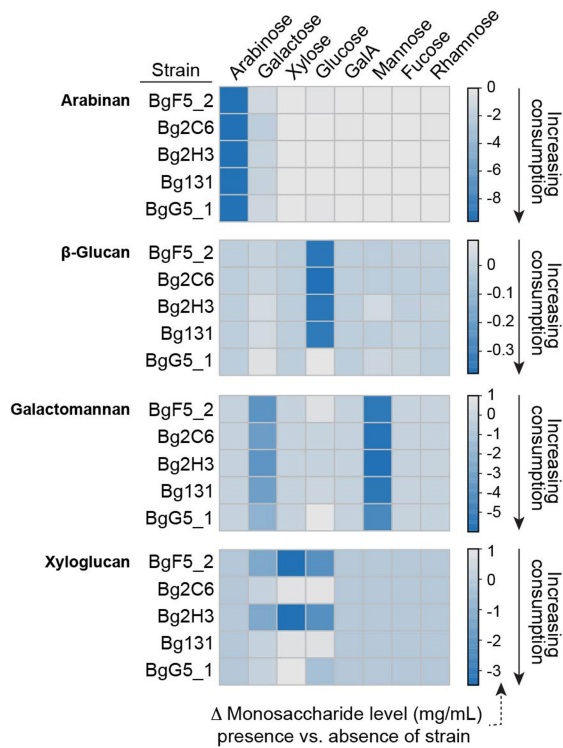 Arabinose
Galactose
Xylose
Glucose
GalA
Mannose
Fucose
Rhamnose
Strain
Arabinan
BgF5_2
Bg2C6
Bg2H3
Bg131
BgG5_1
0
-2
-4
-6
-8
Increasing
consumption
β-Glucan
BgF5_2
Bg2C6
Bg2H3
Bg131
BgG5_1
0
-0.1
-0.2
-0.3
Increasing
consumption
Galactomannan
BgF5_2
Bg2C6
Bg2H3
Bg131
BgG5_1
1
0
-1
-2
-3
-4
-5
Increasing
consumption
Xyloglucan
BgF5_2
Bg2C6
Bg2H3
Bg131
BgG5_1
1
0
-1
-2
-3
Increasing
consumption
Δ Monosaccharide level (mg/mL)
presence vs. absence of strain